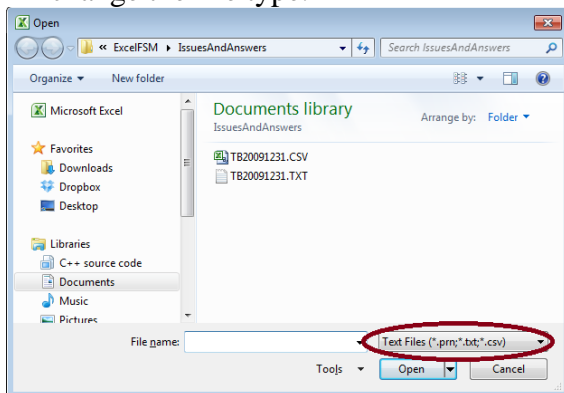 Open
« ExcelFSM ▸ IssuesAndAnswers
Search IssuesAndAnswers
Organize ▾ New folder
Microsoft Excel
Favorites
Downloads
Dropbox
Desktop
Libraries
C++ source code
Documents
Music
Pictures
Documents library
IssuesAndAnswers
Arrange by: Folder ▾
TB20091231.CSV
TB20091231.TXT
File name:
Text Files (*.prn;*.txt;*.csv)
Tools ▾ Open Cancel